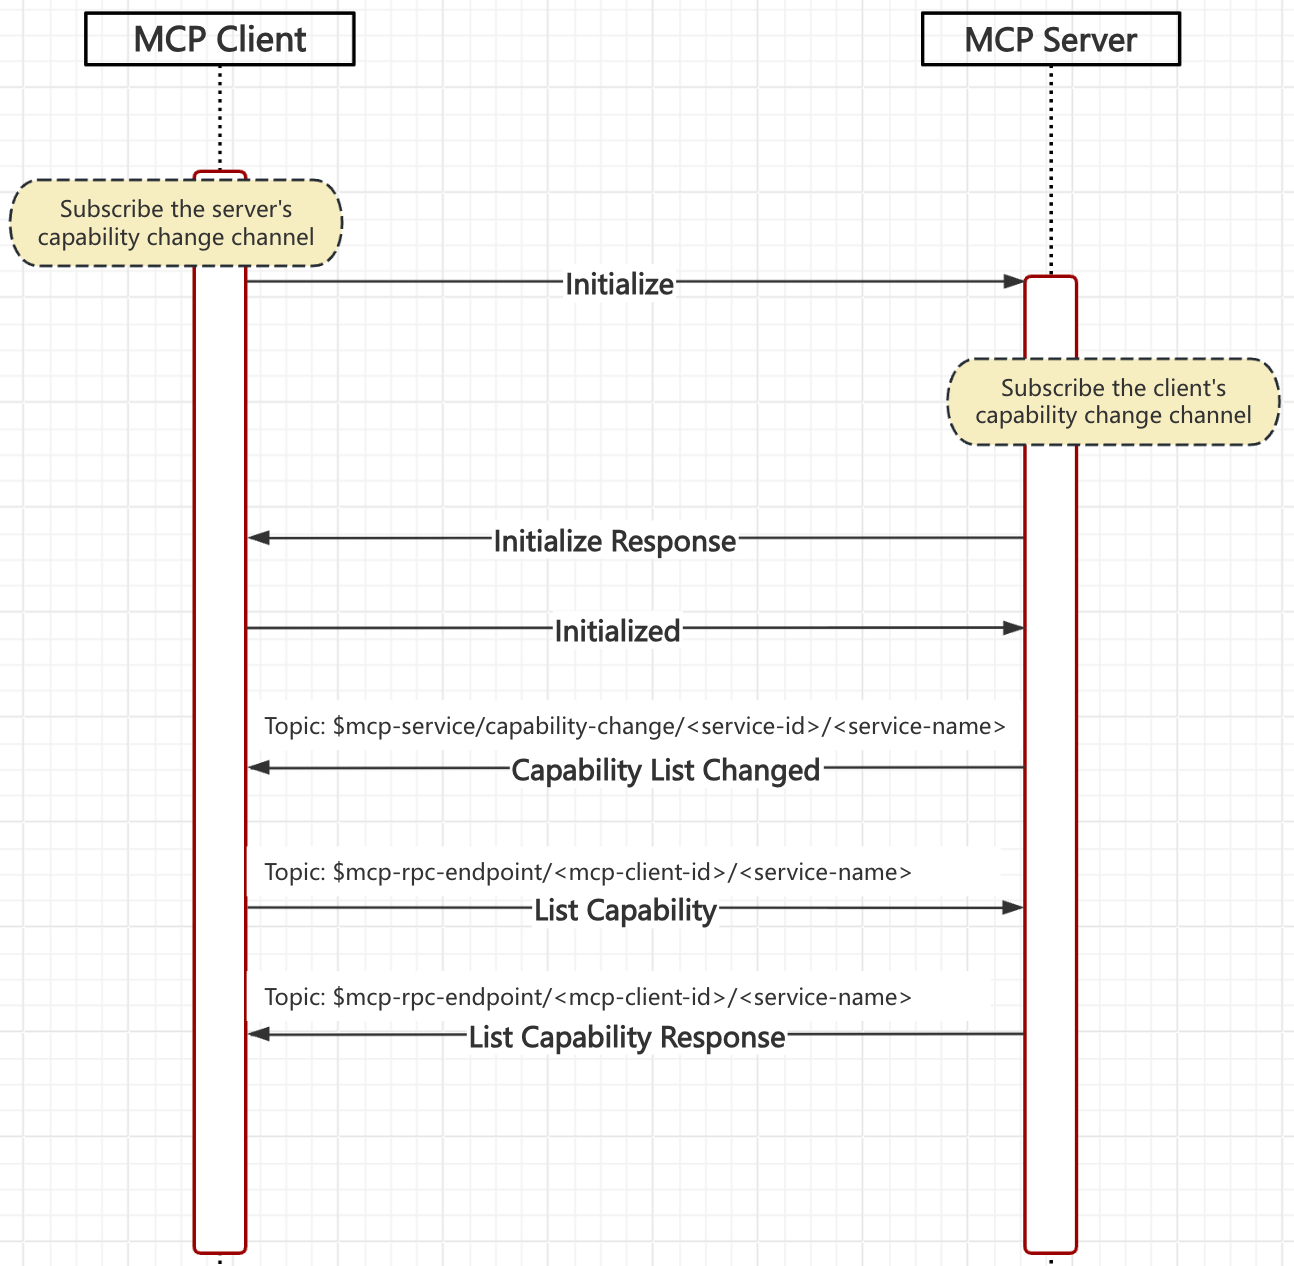 MCP Client
MCP Server
Subscribe the server's
capability change channel
Initialize
Subscribe the client's
capability change channel
Initialize Response
Initialized
Topic: $mcp-service/capability-change/<service-id>/<service-name>
Capability List Changed
Topic: $mcp-rpc-endpoint/<mcp-client-id>/<service-name>
List Capability
Topic: $mcp-rpc-endpoint/<mcp-client-id>/<service-name>
List Capability Response